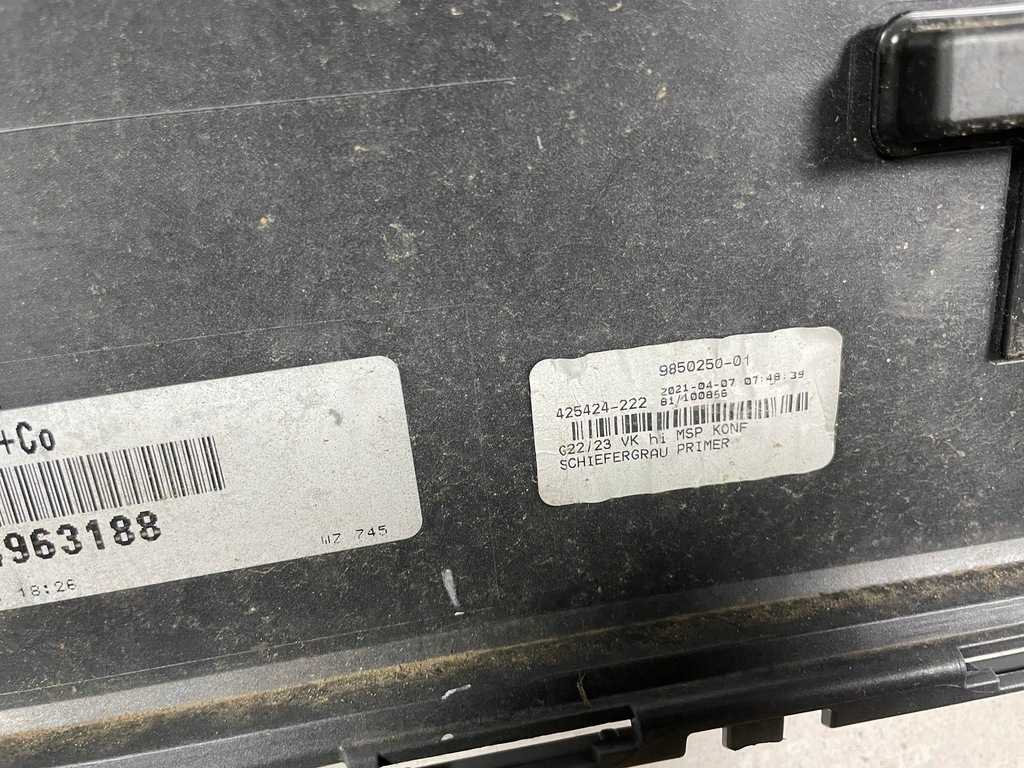 +Co
963188
18:26
WZ 745
9850250-01
2021-04-07 07:48:39
425424-222 81/100856
G22/23 VK hi MSP KONF
SCHIEFERGRAU PRIMER